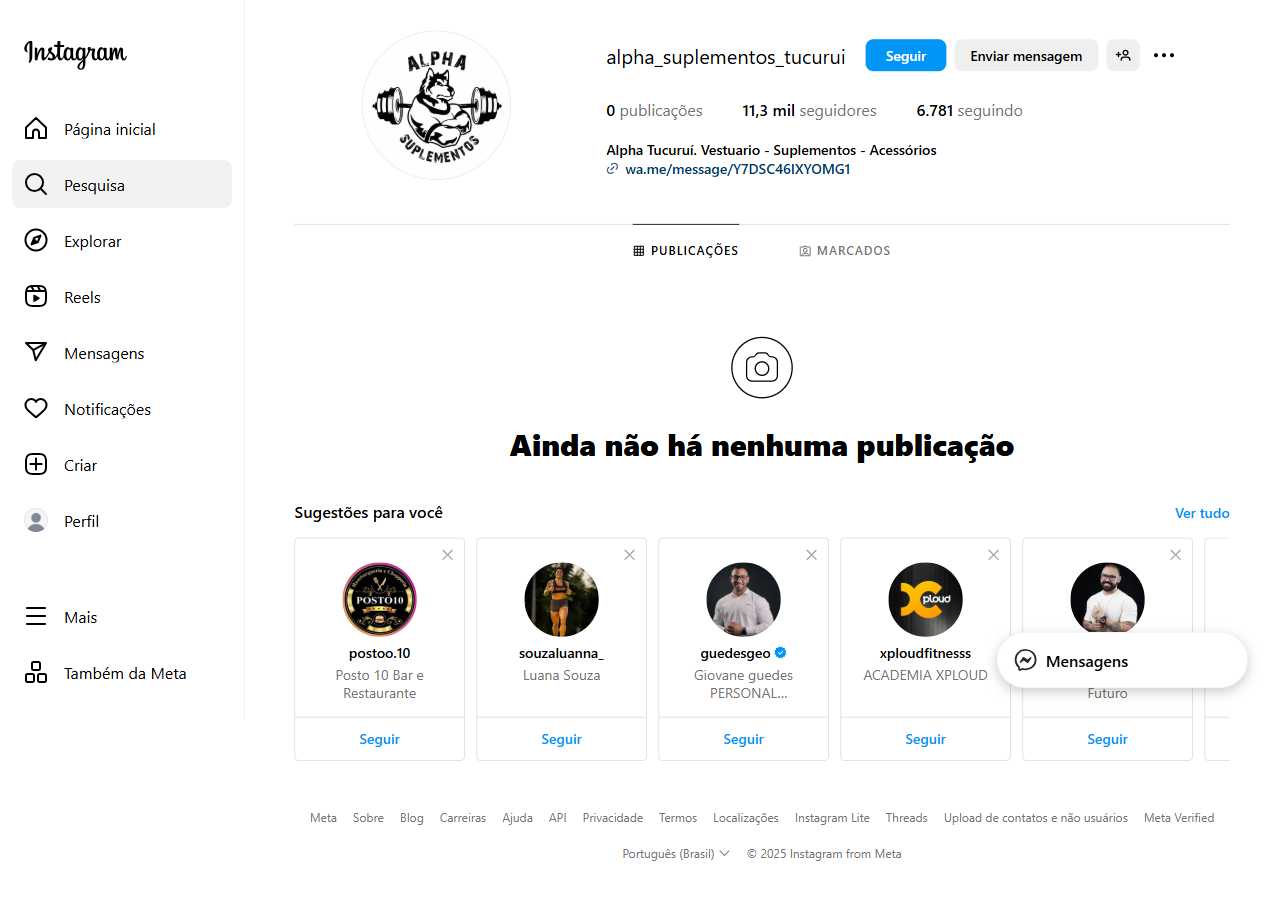 Instagram
Página inicial
Pesquisa
Explorar
Reels
Mensagens
Notificações
Criar
Perfil
Mais
Também da Meta
ALPHA
SUPLEMENTOS
alpha_suplementos_tucurui
Seguir
Enviar mensagem
0 publicações
11,3 mil seguidores
6.781 seguindo
Alpha Tucuruí. Vestuario - Suplementos - Acessórios
wa.me/message/Y7DSC46IXYOMG1
PUBLICAÇÕES
MARCADOS
Ainda não há nenhuma publicação
Sugestões para você
Ver tudo
Hamburgueria e Chopperia
POSTO10
postoo.10
Posto 10 Bar e
Restaurante
Seguir
souzaluanna_
Luana Souza
Seguir
guedesgeo
Giovane guedes
PERSONAL...
Seguir
XC PLOUD
xploudfitnesss
ACADEMIA XPLOUD
Seguir
Futuro
Seguir
Mensagens
Meta Sobre Blog Carreiras Ajuda API Privacidade Termos Localizações Instagram Lite Threads Upload de contatos e não usuários Meta Verified
Português (Brasil) © 2025 Instagram from Meta